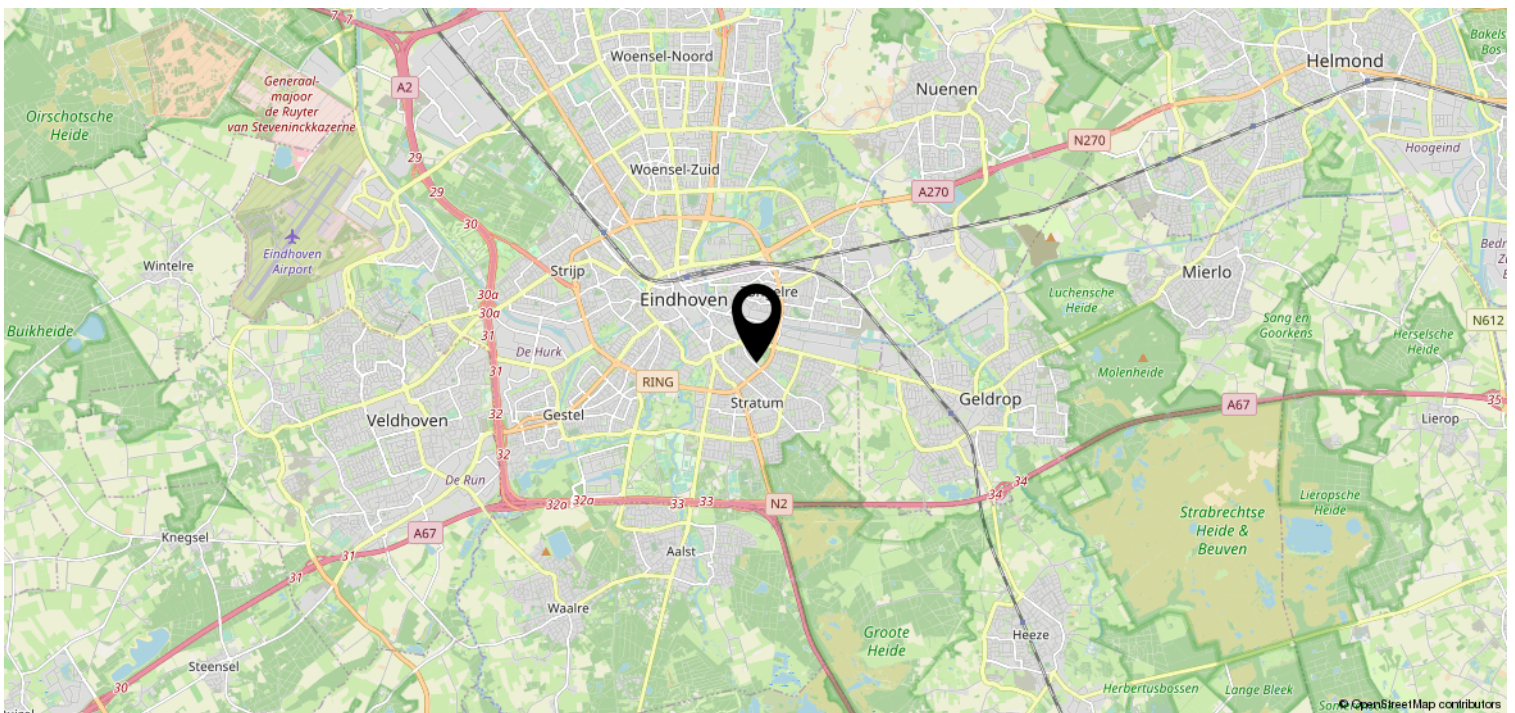 7
7
Woensel-Noord
Bakels
Bos
Helmond
Generaal-
majoor
de Ruyter
van Steveninckkazerne
A2
Nuenen
Oirschotsche
Heide
N270
Hoogeind
29
Woensel-Zuid
29
A270
30
Eindhoven
Airport
Wintelre
Strijp
Mierlo
30a
Eindhoven
elre
Luchensche
Heide
30a
Buikheide
31
Sang en
Goorkens
N612
Herselsche
Heide
De Hurk
31
Molenheide
RING
Geldrop
A67
35
Stratum
32
Gestel
Veldhoven
Lierop
32
De Run
34
34
32a
32a
33
33
N2
Lieropsche
Heide
Strabrechtse
Heide &
Beuven
A67
Knegsel
31
Aalst
31
Waalre
Groote
Heide
Heeze
Steensel
30
Herbertusbossen
Lange Bleek
© OpenStreetMap contributors